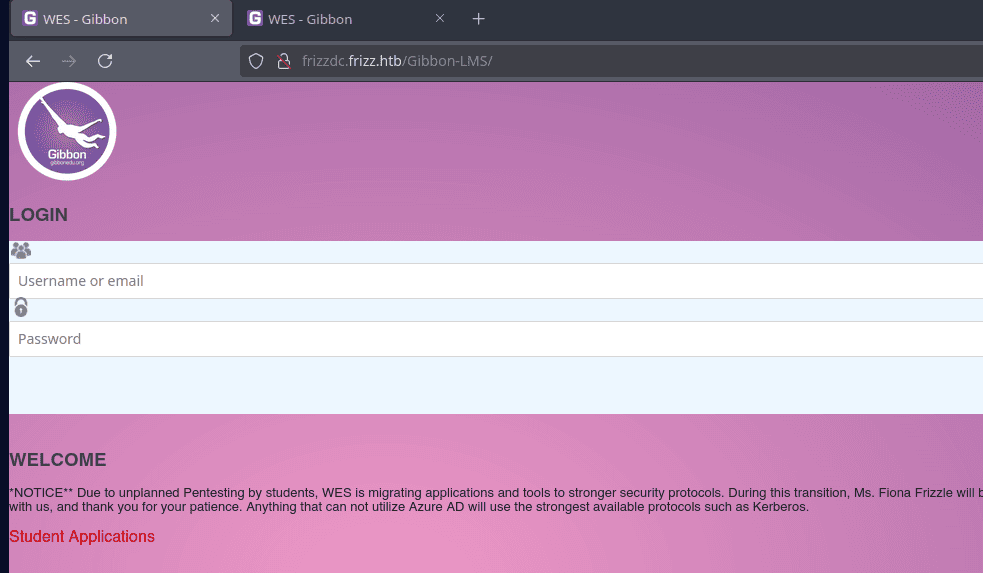 WES - Gibbon
WES - Gibbon
frizzdc.frizz.htb/Gibbon-LMS/
Gibbon
gibbonedu.org
LOGIN
Username or email
Password
WELCOME
*NOTICE** Due to unplanned Pentesting by students, WES is migrating applications and tools to stronger security protocols. During this transition, Ms. Fiona Frizzle will
with us, and thank you for your patience. Anything that can not utilize Azure AD will use the strongest available protocols such as Kerberos.
Student Applications